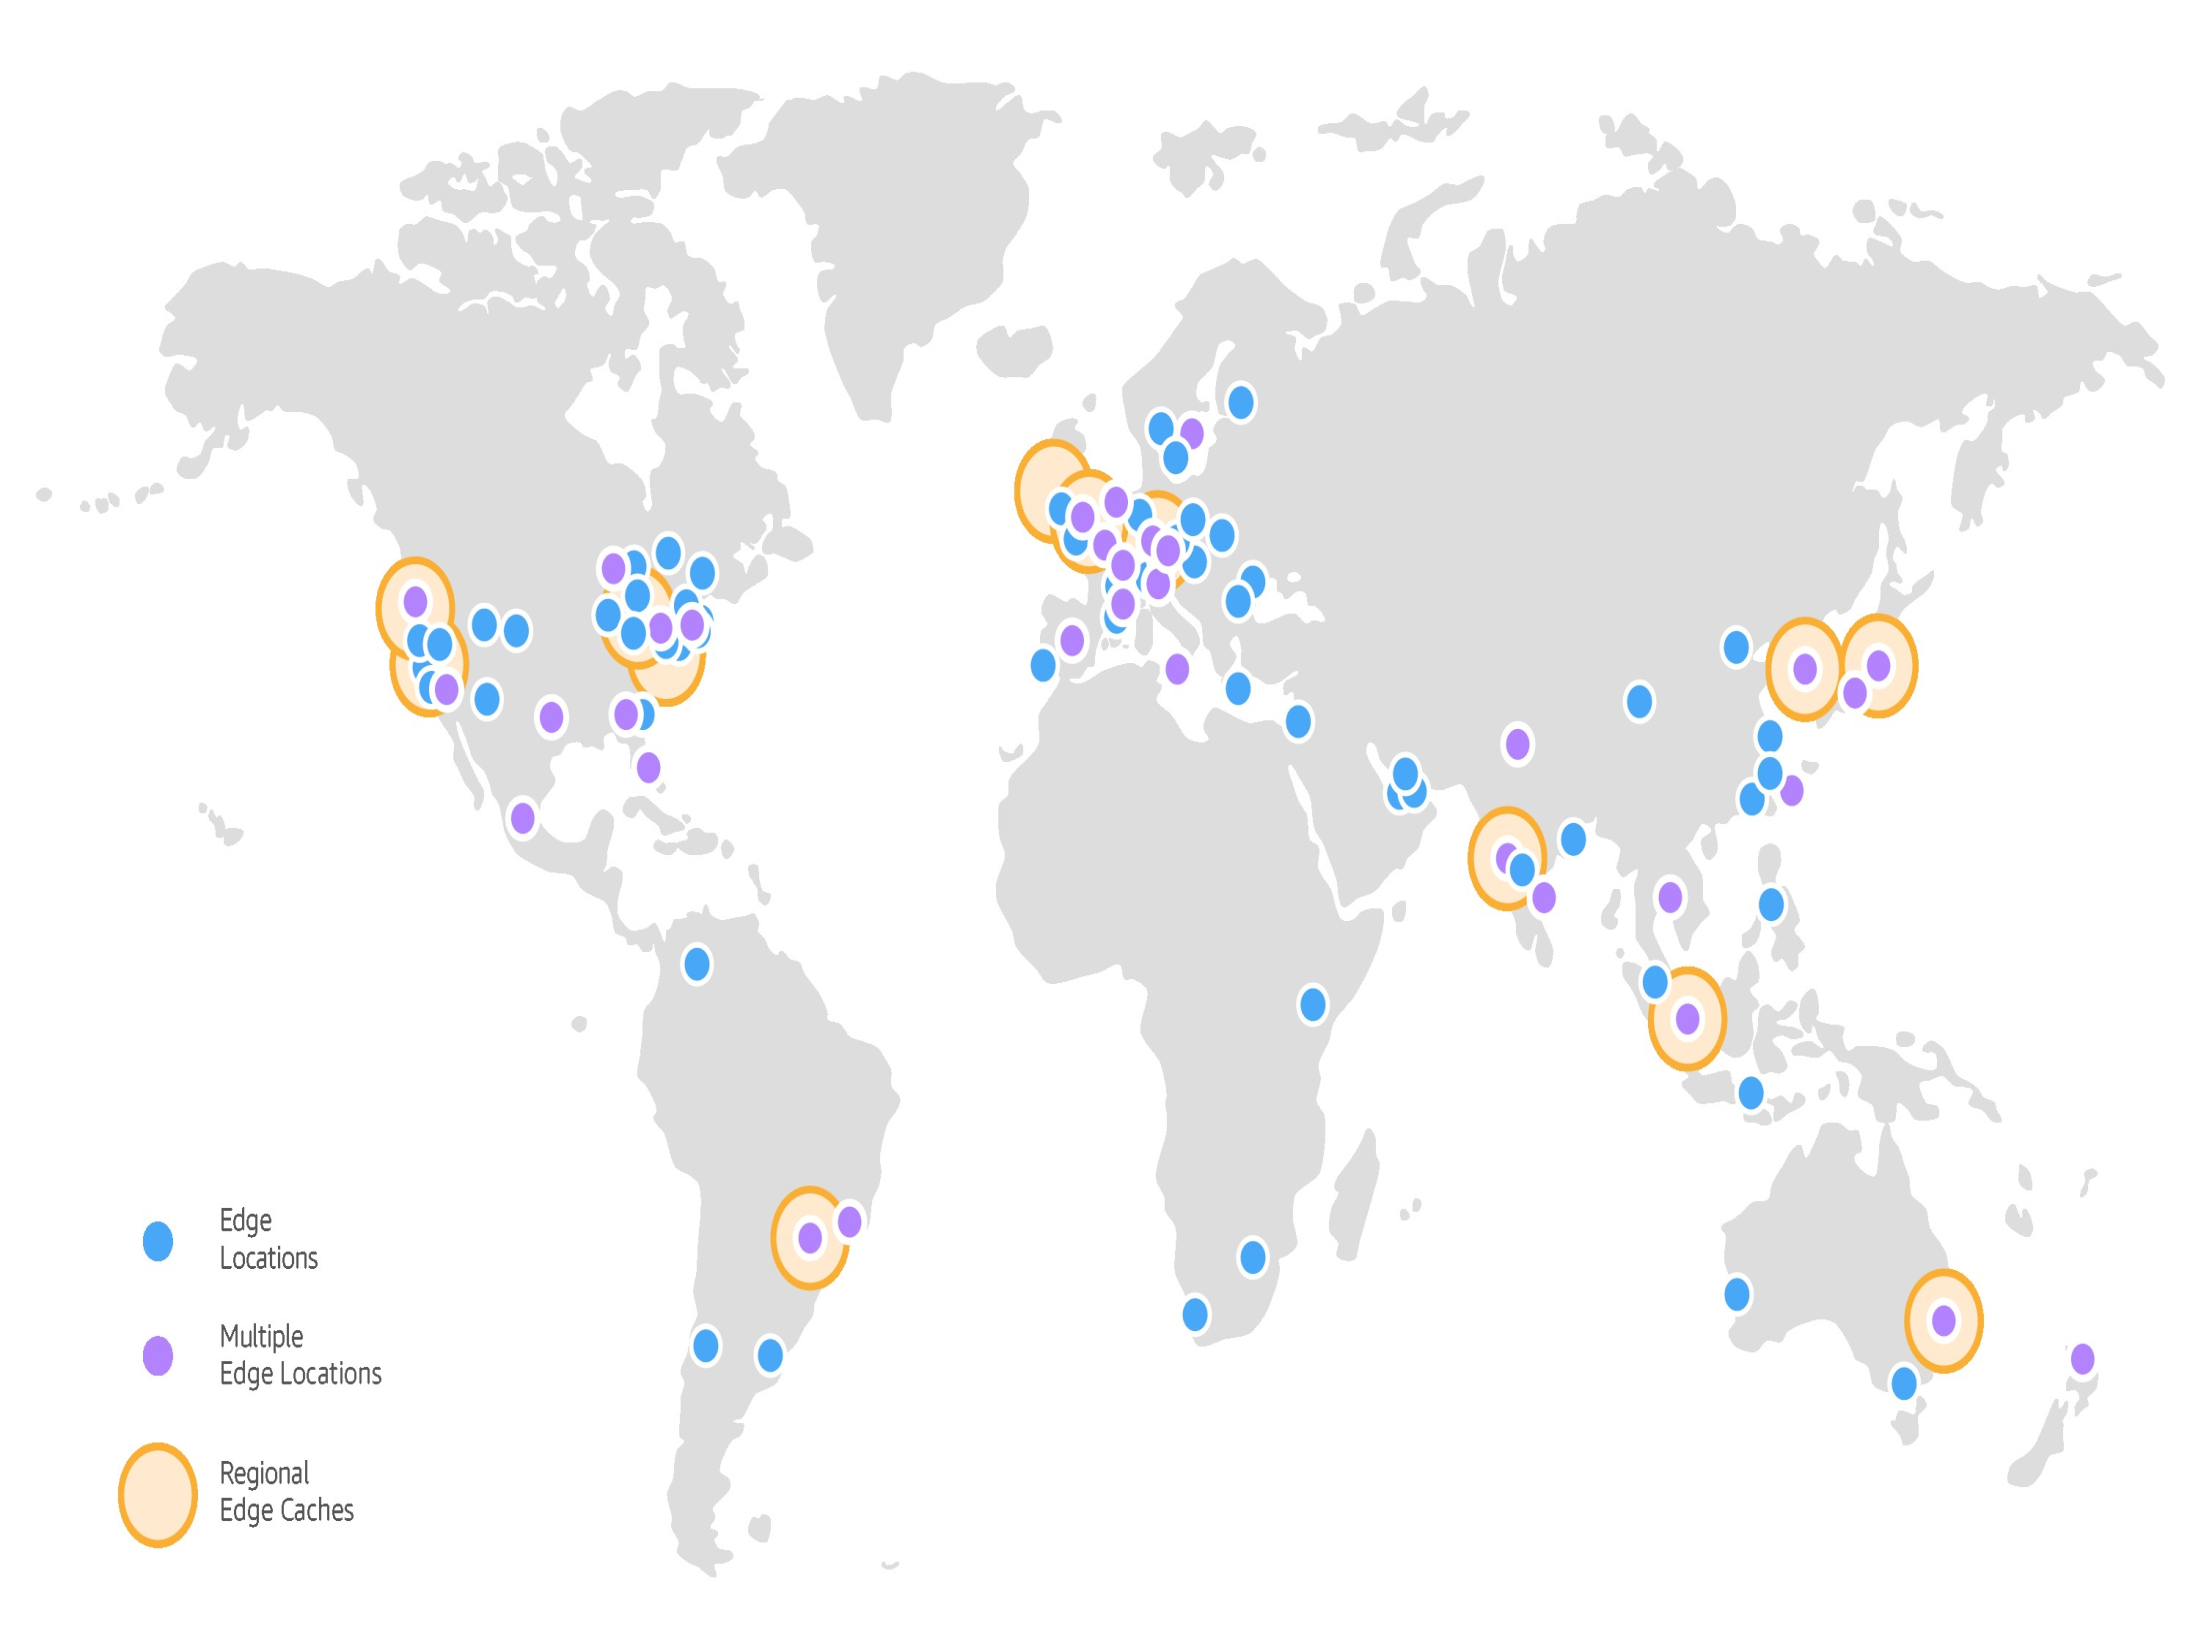 Edge
Locations
Multiple
Edge Locations
Regional
Edge Caches